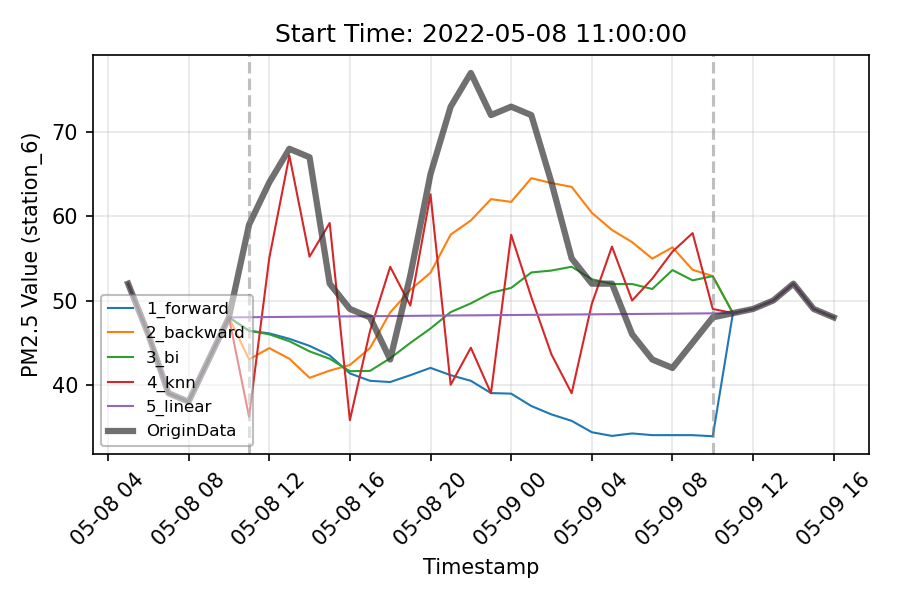 Start Time: 2022-05-08 11:00:00
PM2.5 Value (station_6)
70
60
50
40
1_forward
2_backward
3_bi
4_knn
5_linear
OriginData
05-08 04
05-08 08
05-08 12
05-08 16
05-08 20
05-09 00
05-09 04
05-09 08
05-09 12
05-09 16
Timestamp